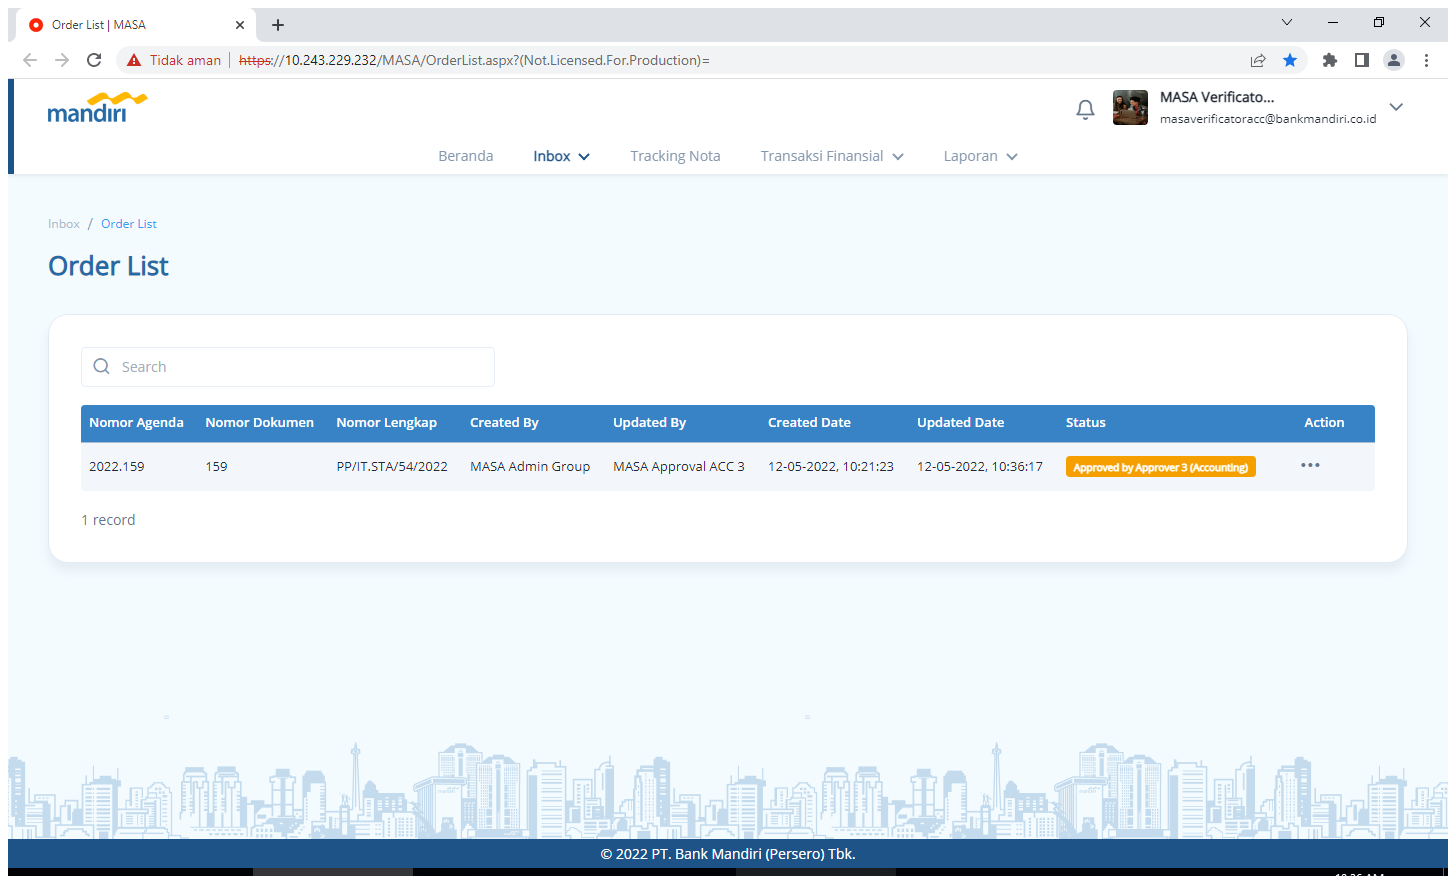 Order List | MASA
Tidak aman
https://10.243.229.232/MASA/OrderList.aspx?(Not.Licensed.For.Production)=
mandiri
MASA Verificato...
masaverificatoracc@bankmandiri.co.id
Beranda Inbox Tracking Nota Transaksi Finansial Laporan
Inbox / Order List
Order List
Search
Nomor Agenda Nomor Dokumen Nomor Lengkap Created By Updated By Created Date Updated Date Status Action
2022.159 159 PP/IT.STA/54/2022 MASA Admin Group MASA Approval ACC 3 12-05-2022, 10:21:23 12-05-2022, 10:36:17 Approved by Approver 3 (Accounting)
1 record
© 2022 PT. Bank Mandiri (Persero) Tbk.